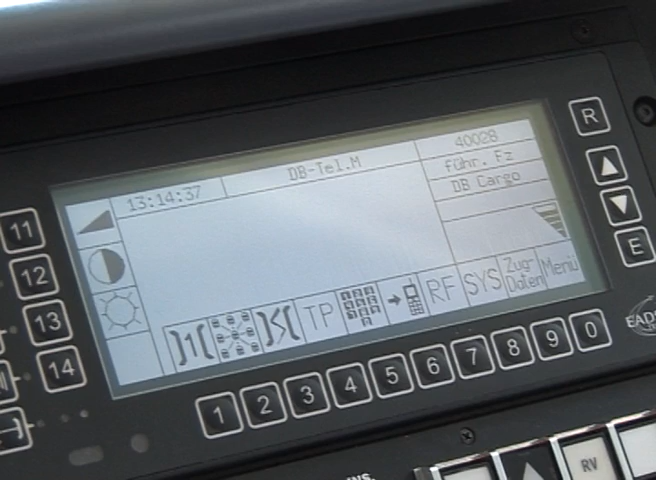 R
40028
13:14:37
DB-Tel.M
führ. Fz
DB Cargo
11
12
13
14
E
TP
RF
SYS
Zugr
Daten
Menü
1
2
3
4
5
6
7
8
9
0
EADS
RV